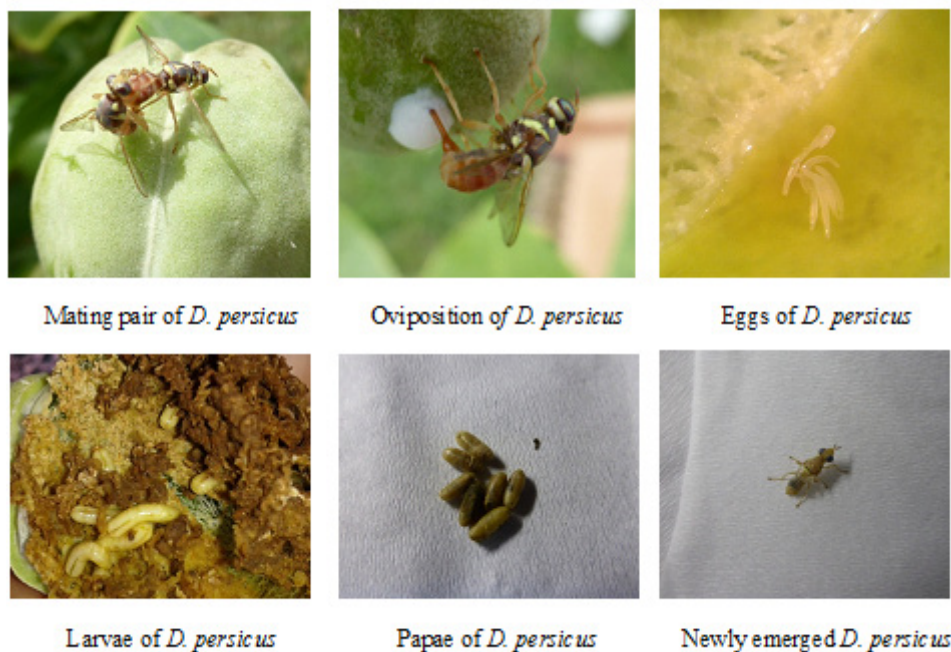 Mating pair of D. persicus
Oviposition of D. persicus
Eggs of D. persicus
Larvae of D. persicus
Papae of D. persicus
Newly emerged D. persicus